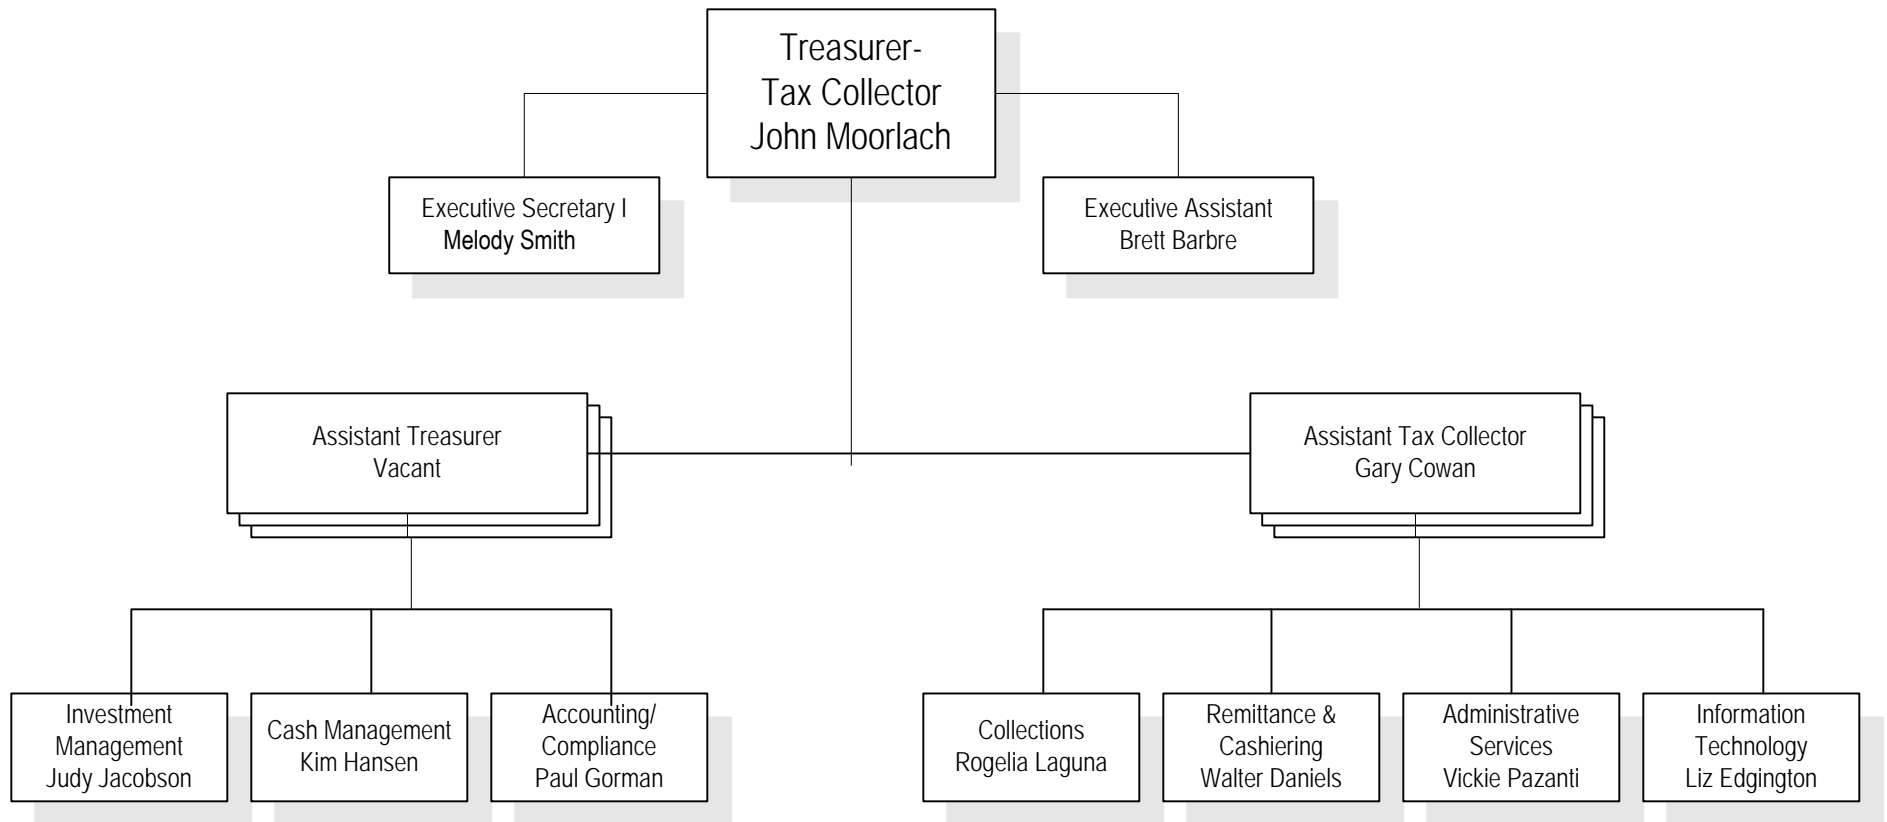 Treasurer-
Tax Collector
John Moorlach
Executive Secretary I
Melody Smith
Executive Assistant
Brett Barbre
Assistant Treasurer
Vacant
Assistant Tax Collector
Gary Cowan
Investment
Management
Judy Jacobson
Cash Management
Kim Hansen
Accounting/
Compliance
Paul Gorman
Collections
Rogelia Laguna
Remittance &
Cashiering
Walter Daniels
Administrative
Services
Vickie Pazanti
Information
Technology
Liz Edgington